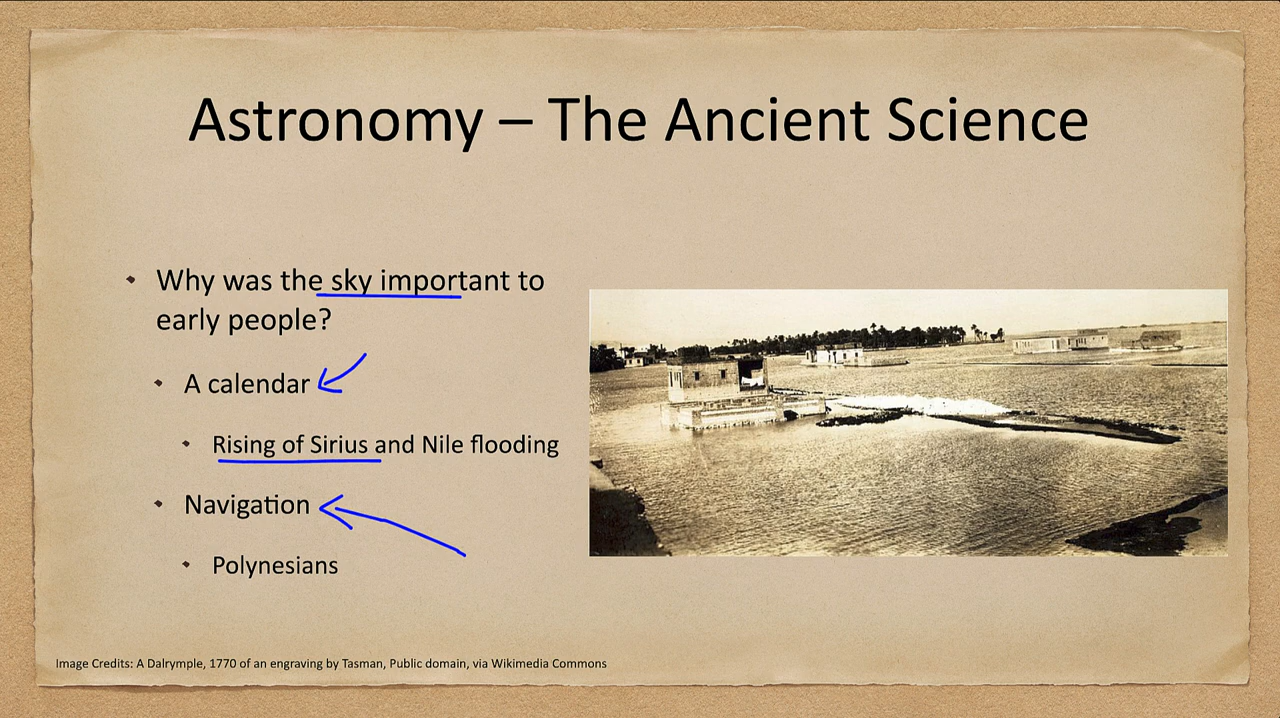 Astronomy – The Ancient Science
• Why was the sky important to
early people?
• A calendar
• Rising of Sirius and Nile flooding
• Navigation
• Polynesians
Image Credits: A Dalrymple, 1770 of an engraving by Tasman, Public domain, via Wikimedia Commons